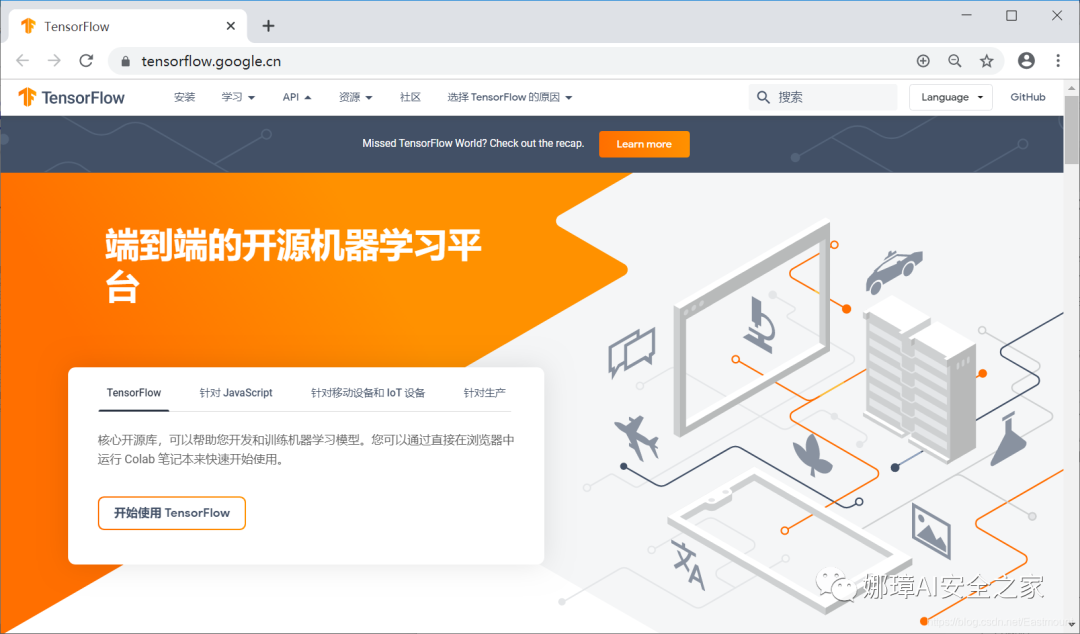 TensorFlow
tensorflow.google.cn
TensorFlow 安装 学习 API 资源 社区 选择 TensorFlow 的原因 搜索 Language GitHub
Missed TensorFlow World? Check out the recap. Learn more
端到端的开源机器学习平
台
TensorFlow 针对 JavaScript 针对移动设备和 IoT 设备 针对生产
核心开源库，可以帮助您开发和训练机器学习模型。您可以通过直接在浏览器中
运行 Colab 笔记本来快速开始使用。
开始使用 TensorFlow
文A
娜璋AI安全之家